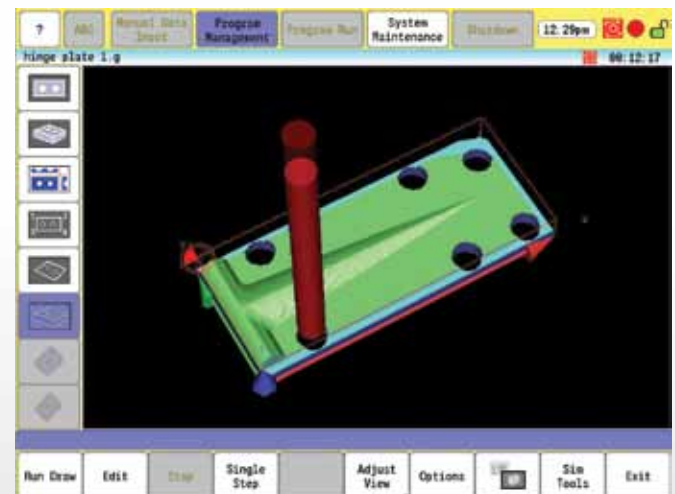 ? ABC Manual Data Input Program Management Program Run System Maintenance Shutdown 12:29pm
hinge plate 1.g 00:12:17
Run Draw Edit Stop Single Step Adjust View Options Sim Tools Exit